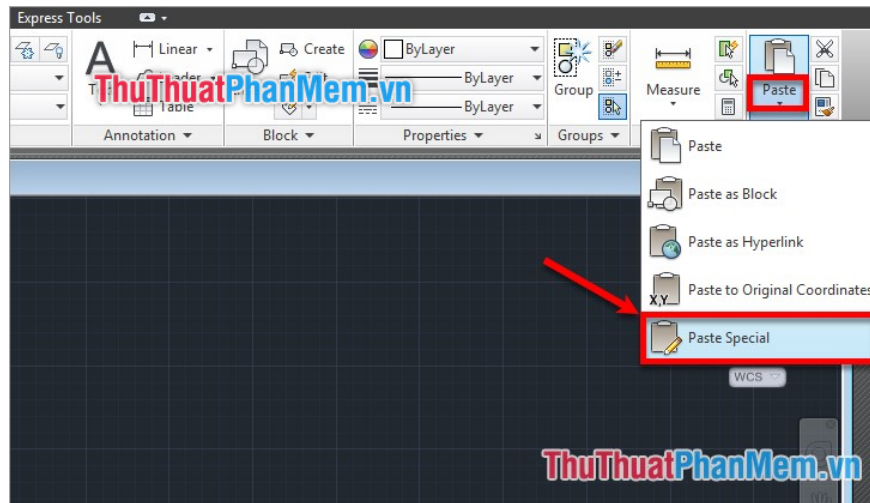 Express Tools
Linear
Create
ByLayer
ByLayer
Group
Measure
Paste
ThuThuatPhanMem.vn
Table
ByLayer
Annotation
Block
Properties
Groups
Paste
Paste as Block
Paste as Hyperlink
X,Y... Paste to Original Coordinates
Paste Special
WCS
ThuThuatPhanMem.vn